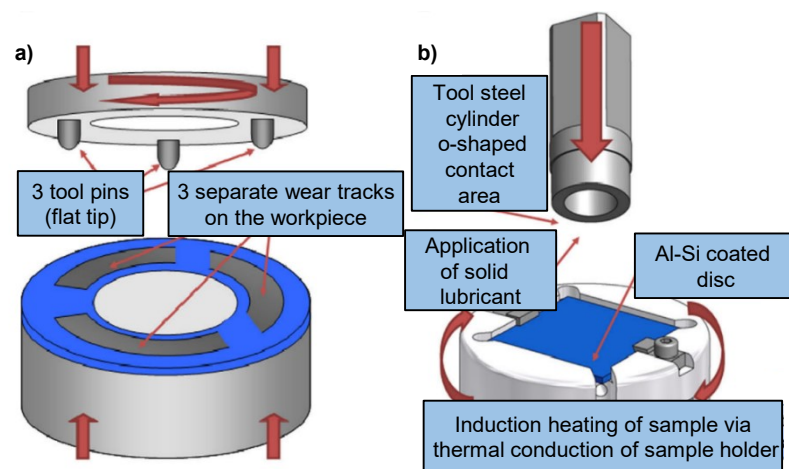 a)
3 tool pins
(flat tip)
3 separate wear tracks
on the workpiece
b)
Tool steel
cylinder
o-shaped
contact
area
Application
of solid
lubricant
Al-Si coated
disc
Induction heating of sample via
thermal conduction of sample holder